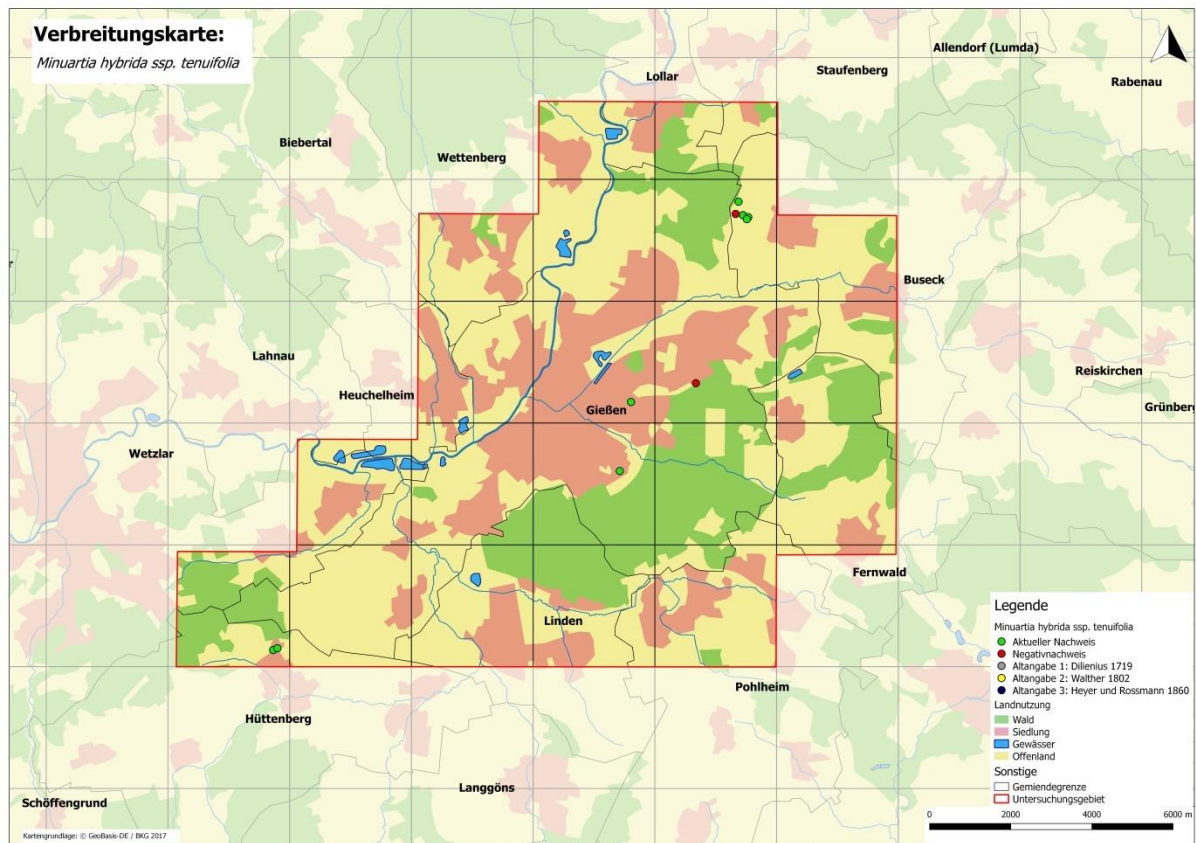 Verbreitungskarte:
Minuartia hybrida ssp. tenuifolia
Allendorf (Lumda)
Staufenberg
Lollar
Rabenau
Biebertal
Wettenberg
Buseck
Lahnau
Reiskirchen
Heuchelheim
Gießen
Grünberg
Wetzlar
Fernwald
Linden
Pohlheim
Hüttenberg
Langgöns
Schöffengrund
Legende
Minuartia hybrida ssp. tenuifolia
Aktueller Nachweis
Negativnachweis
Altangabe 1: Dilienius 1719
Altangabe 2: Walther 1802
Altangabe 3: Heyer und Rossmann 1860
Landnutzung
Wald
Siedlung
Gewässer
Offenland
Sonstige
Gemiendegrenze
Untersuchungsgebiet
0 2000 4000 6000 m
Kartengrundlage: © GeoBasis-DE / BKG 2017